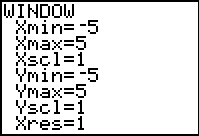 WINDOW
Xmin=-5
Xmax=5
Xscl=1
Ymin=-5
Ymax=5
Yscl=1
Xres=1